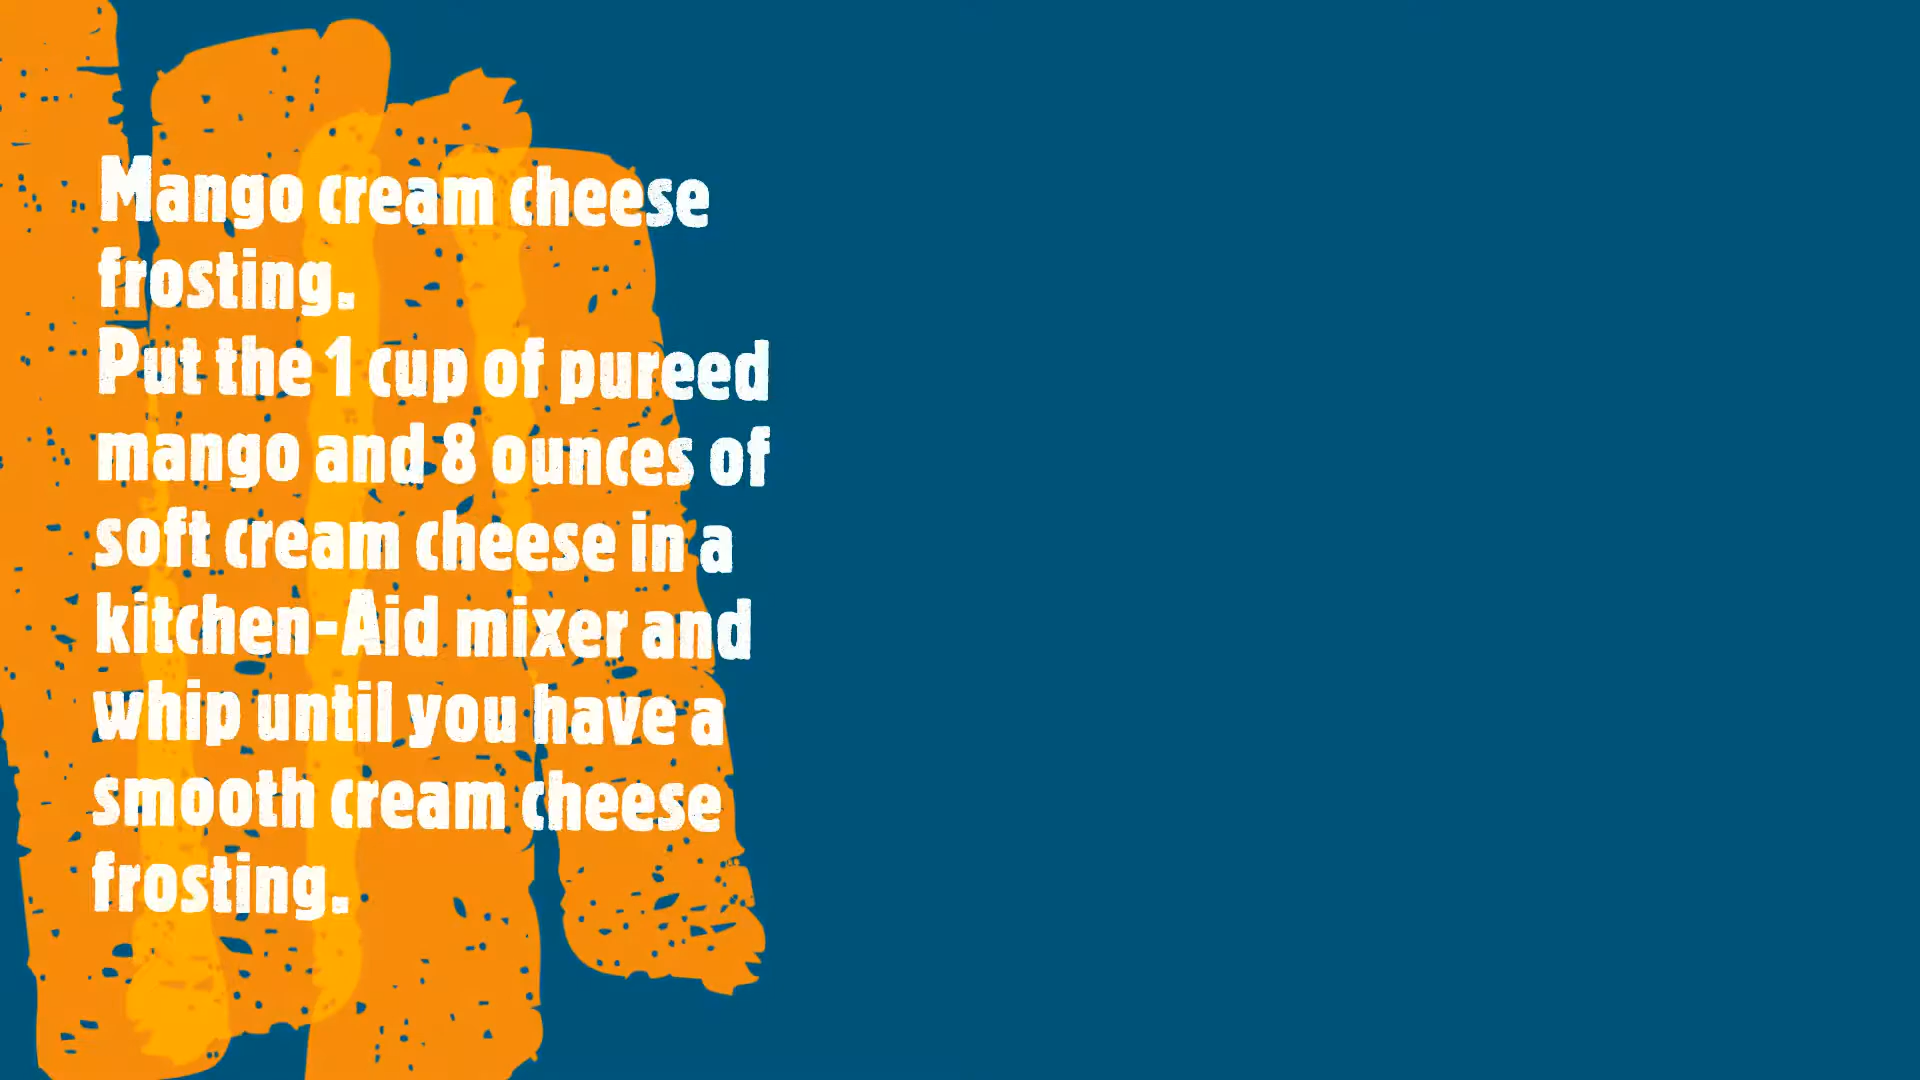 Mango cream cheese
frosting.
Put the 1 cup of pureed
mango and 8 ounces of
soft cream cheese in a
kitchen-Aid mixer and
whip until you have a
smooth cream cheese
frosting.